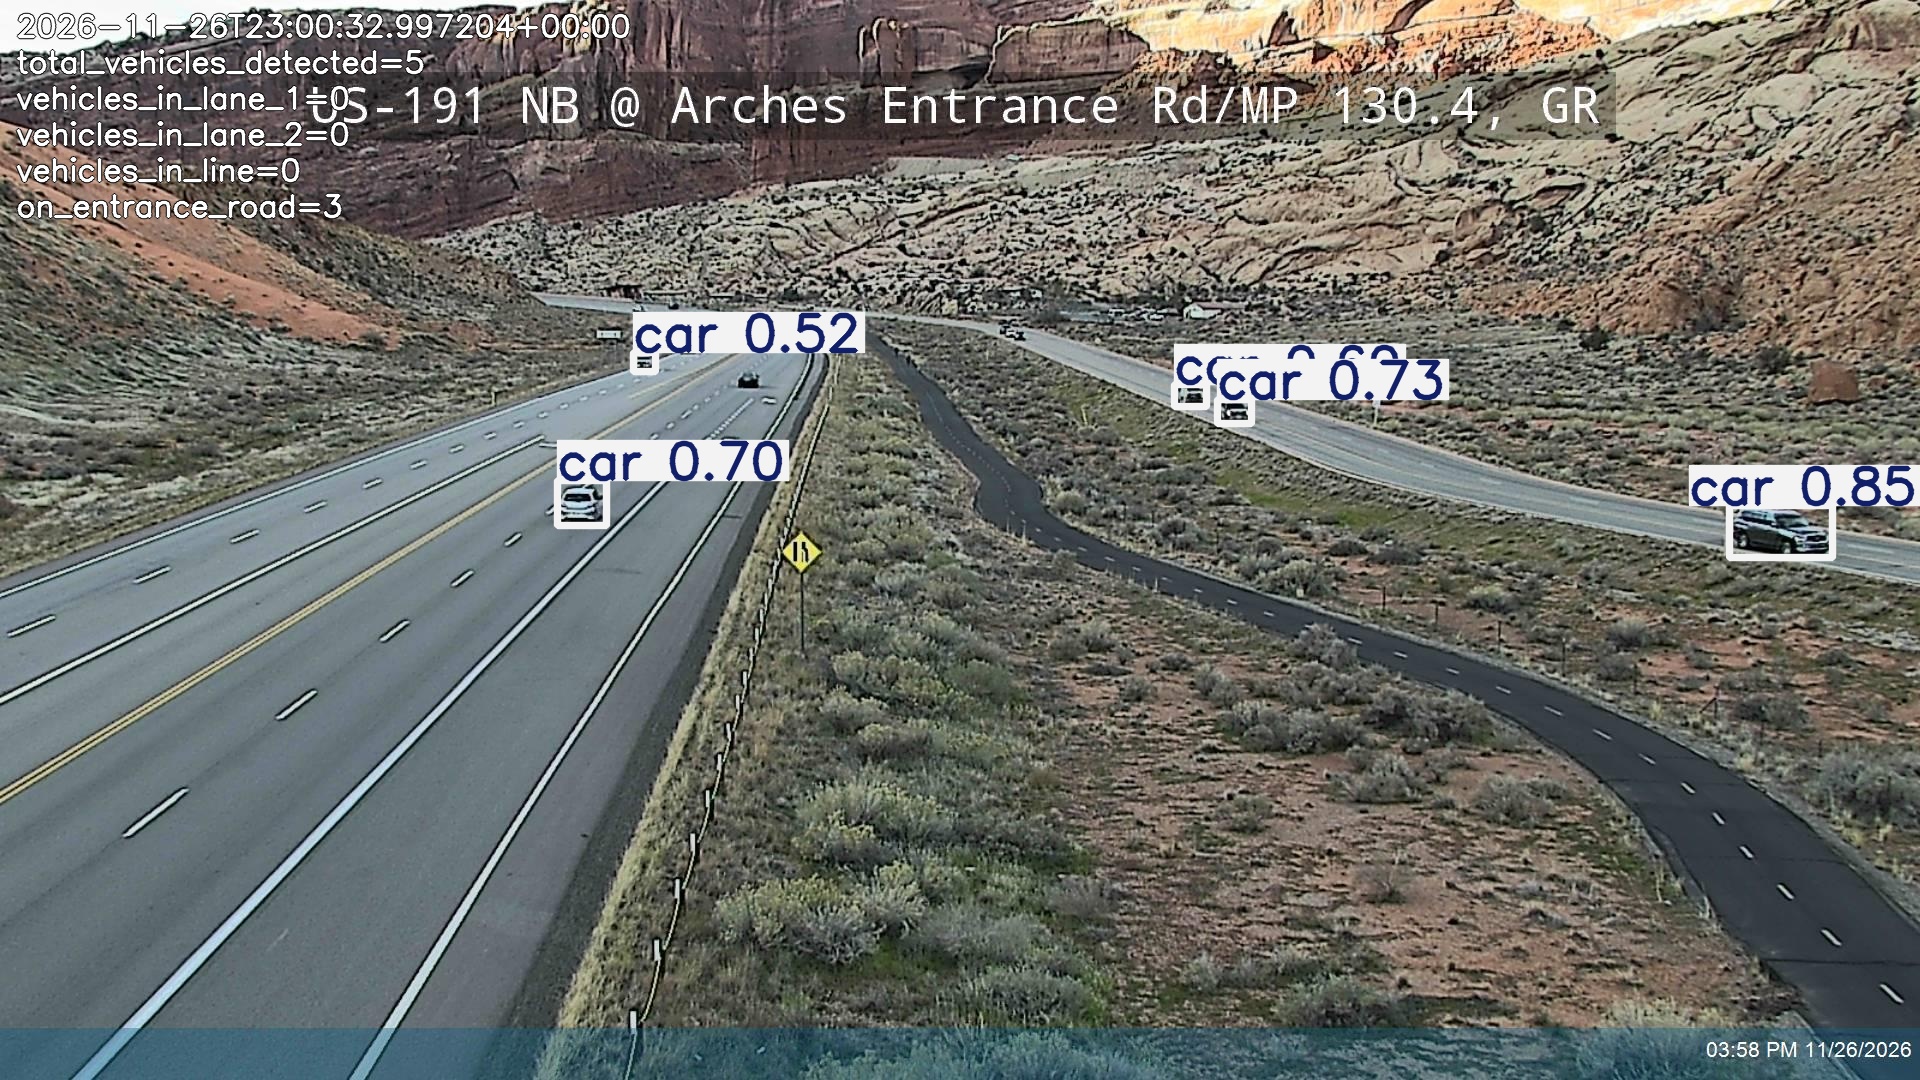 2026-11-26T23:00:32.997204+00:00
total_vehicles_detected=5
vehicles_in_lane_1=0
US-191 NB @ Arches Entrance Rd/MP 130.4, GR
vehicles_in_lane_2=0
vehicles_in_line=0
on_entrance_road=3
car 0.52
car
car 0.73
car 0.70
car 0.85
03:58 PM 11/26/2026